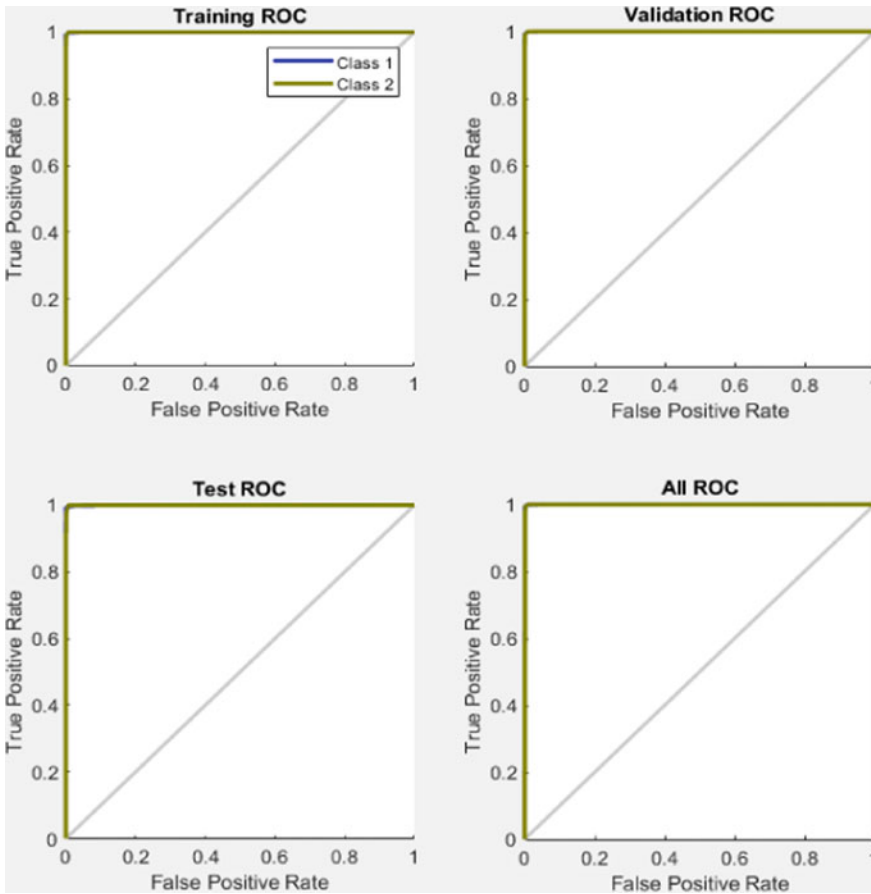 Training ROC
Class 1
Class 2
True Positive Rate
1
0.8
0.6
0.4
0.2
0
0 0.2 0.4 0.6 0.8 1
False Positive Rate
Validation ROC
True Positive Rate
1
0.8
0.6
0.4
0.2
0
0 0.2 0.4 0.6 0.8 1
False Positive Rate
Test ROC
True Positive Rate
1
0.8
0.6
0.4
0.2
0
0 0.2 0.4 0.6 0.8 1
False Positive Rate
All ROC
True Positive Rate
1
0.8
0.6
0.4
0.2
0
0 0.2 0.4 0.6 0.8 1
False Positive Rate